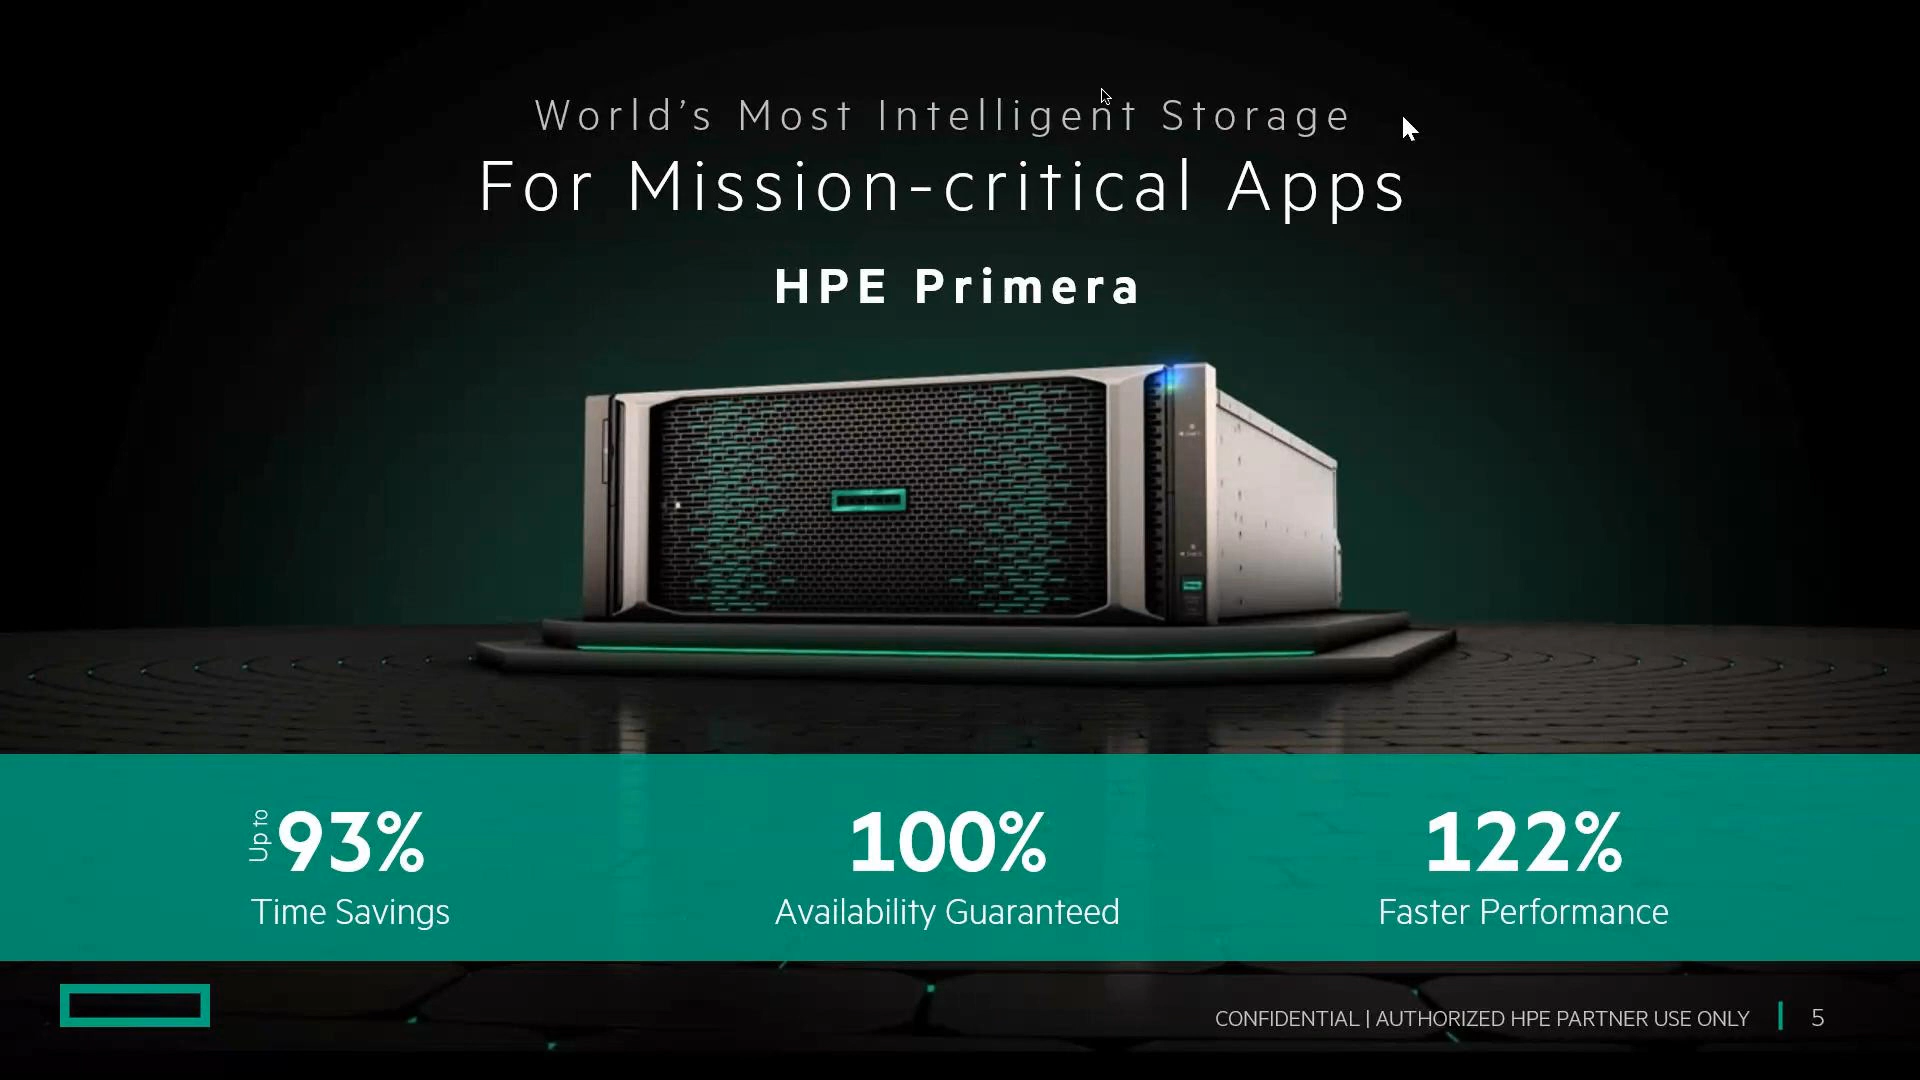 World’s Most Intelligent Storage
For Mission-critical Apps
HPE Primera
Up to 93%
Time Savings
100%
Availability Guaranteed
122%
Faster Performance
CONFIDENTIAL | AUTHORIZED HPE PARTNER USE ONLY
5